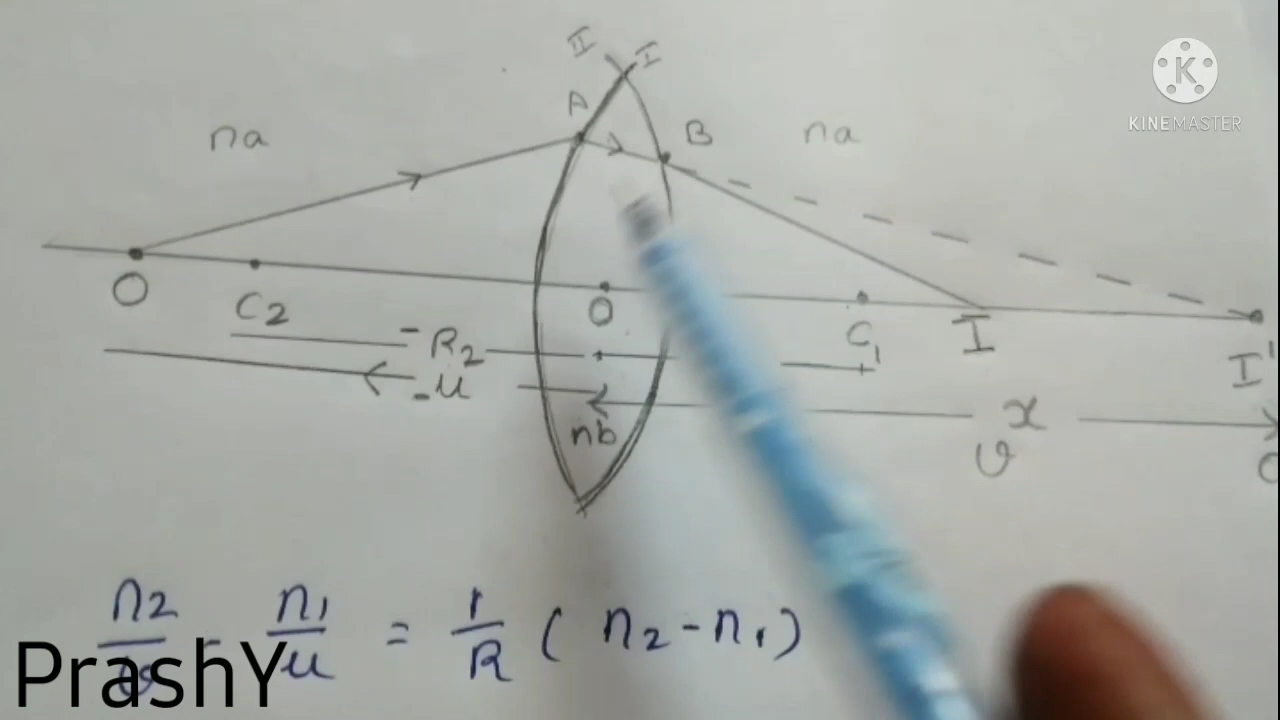 II I
KINEMASTER
A
na B na
O C2 O C1 I I'
- R2
- u
nb
x
v
n2/v - n1/u = 1/R ( n2 - n1 )
PrashY